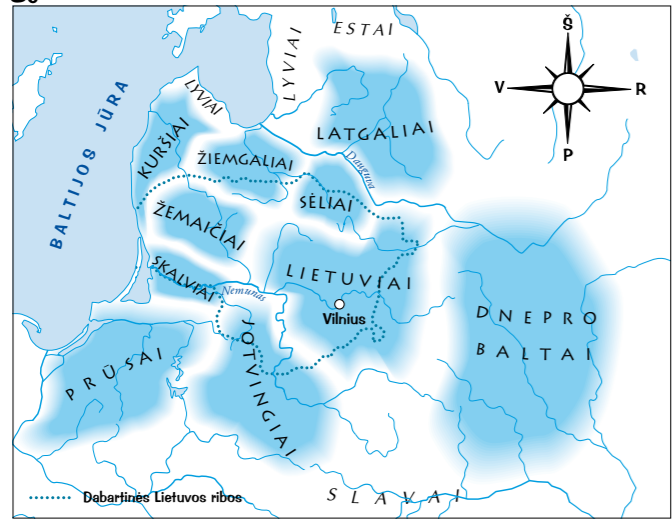 Š
V
R
P
ESTAI
LYVIAI
LYVIAI
BALTIJOS JŪRA
KURŠIAI
ŽIEMGALIAI
LATGALIAI
Dauguva
SĖLIAI
ŽEMAIČIAI
SKALVIAI
Nemunas
LIETUVIAI
Vilnius
DNEPRO
BALTAI
PRŪSAI
JOTVINGIAI
SLAVAI
Dabartinės Lietuvos ribos